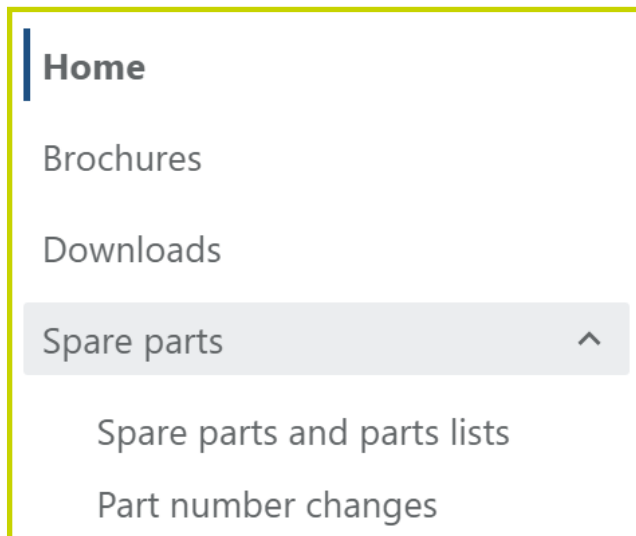 Home
Brochures
Downloads
Spare parts
Spare parts and parts lists
Part number changes